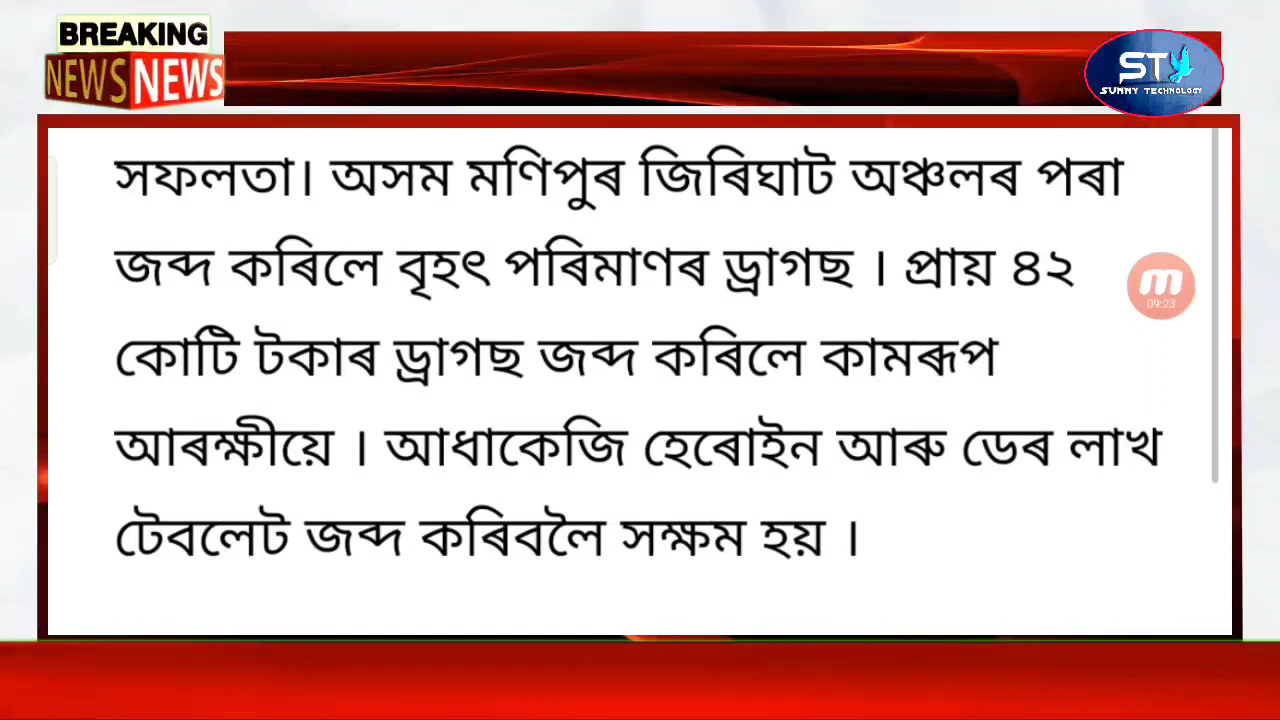 BREAKING
NEWS NEWS
ST
SUNNY TECHNOLOGY
সফলতা। অসম মণিপুৰ জিৰিঘাট অঞ্চলৰ পৰা
জব্দ কৰিলে বৃহৎ পৰিমাণৰ ড্ৰাগছ । প্ৰায় ৪২
কোটি টকাৰ ড্ৰাগছ জব্দ কৰিলে কামৰূপ
আৰক্ষীয়ে । আধাকেজি হেৰোইন আৰু ডেৰ লাখ
টেবলেট জব্দ কৰিবলৈ সক্ষম হয় ।
09:23